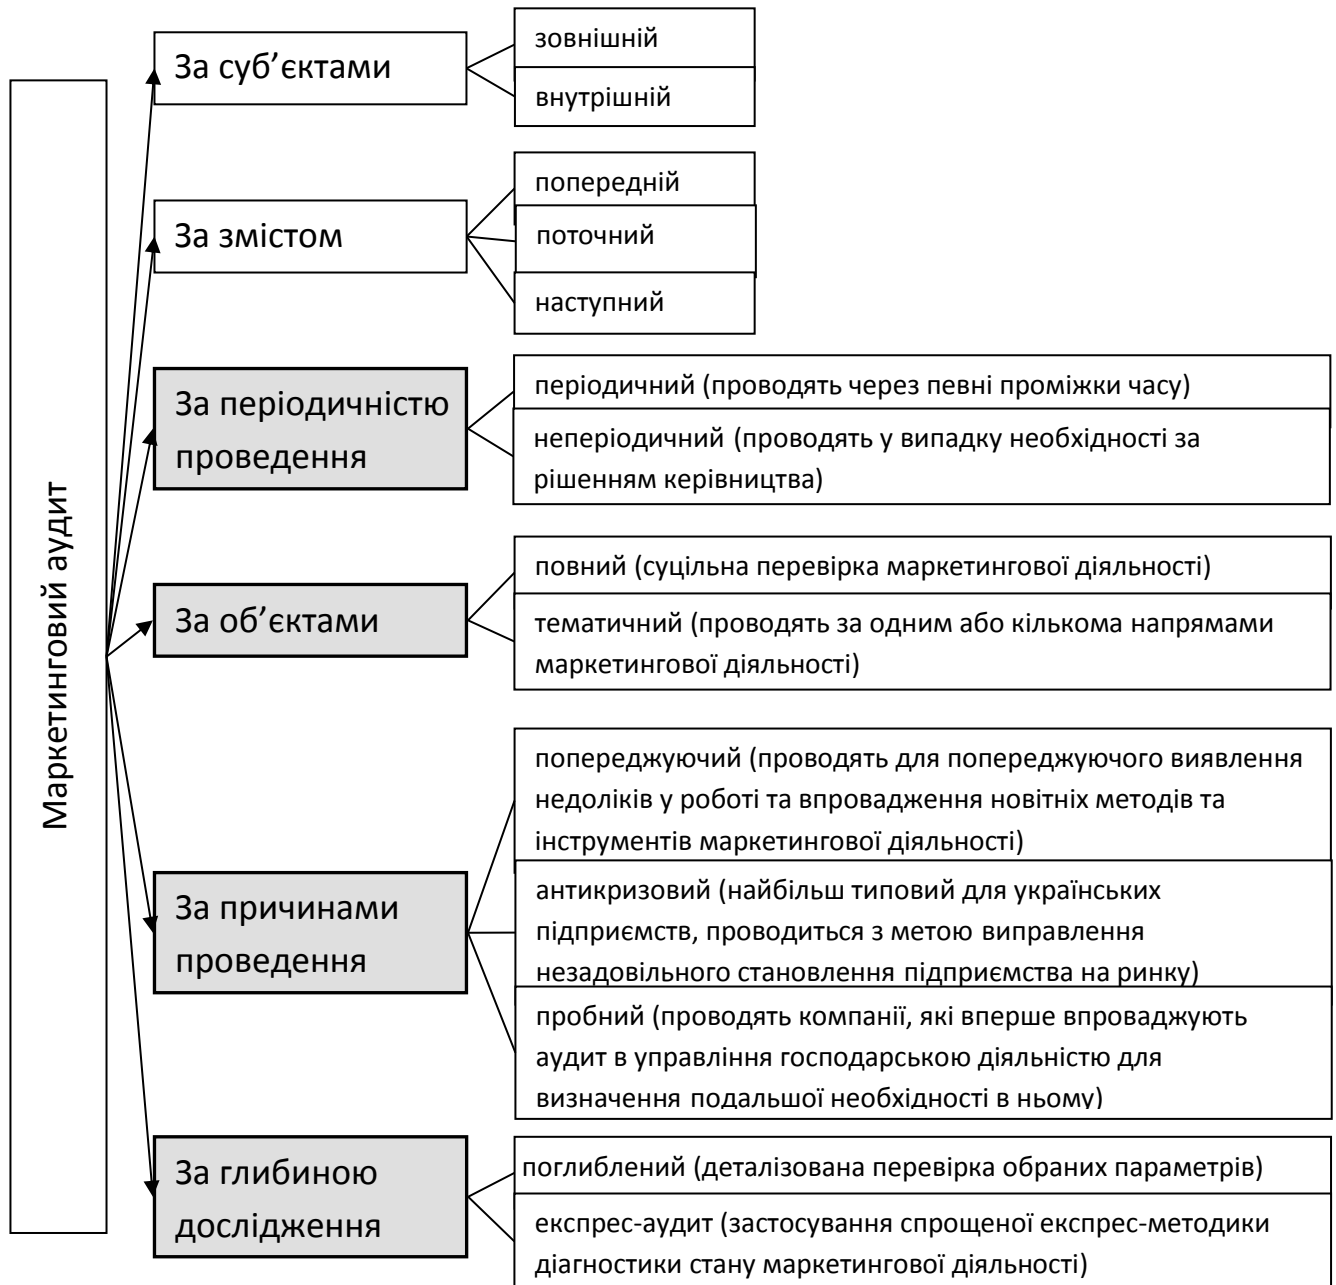 Маркетинговий аудит
За суб’єктами
зовнішній
внутрішній
За змістом
попередній
поточний
наступний
За періодичністю
проведення
періодичний (проводять через певні проміжки часу)
неперіодичний (проводять у випадку необхідності за
рішенням керівництва)
За об’єктами
повний (суцільна перевірка маркетингової діяльності)
тематичний (проводять за одним або кількома напрямами
маркетингової діяльності)
За причинами
проведення
попереджуючий (проводять для попереджуючого виявлення
недоліків у роботі та впровадження новітніх методів та
інструментів маркетингової діяльності)
антикризовий (найбільш типовий для українських
підприємств, проводиться з метою виправлення
незадовільного становлення підприємства на ринку)
пробний (проводять компанії, які вперше впроваджують
аудит в управління господарською діяльністю для
визначення подальшої необхідності в ньому)
За глибиною
дослідження
поглиблений (деталізована перевірка обраних параметрів)
експрес-аудит (застосування спрощеної експрес-методики
діагностики стану маркетингової діяльності)